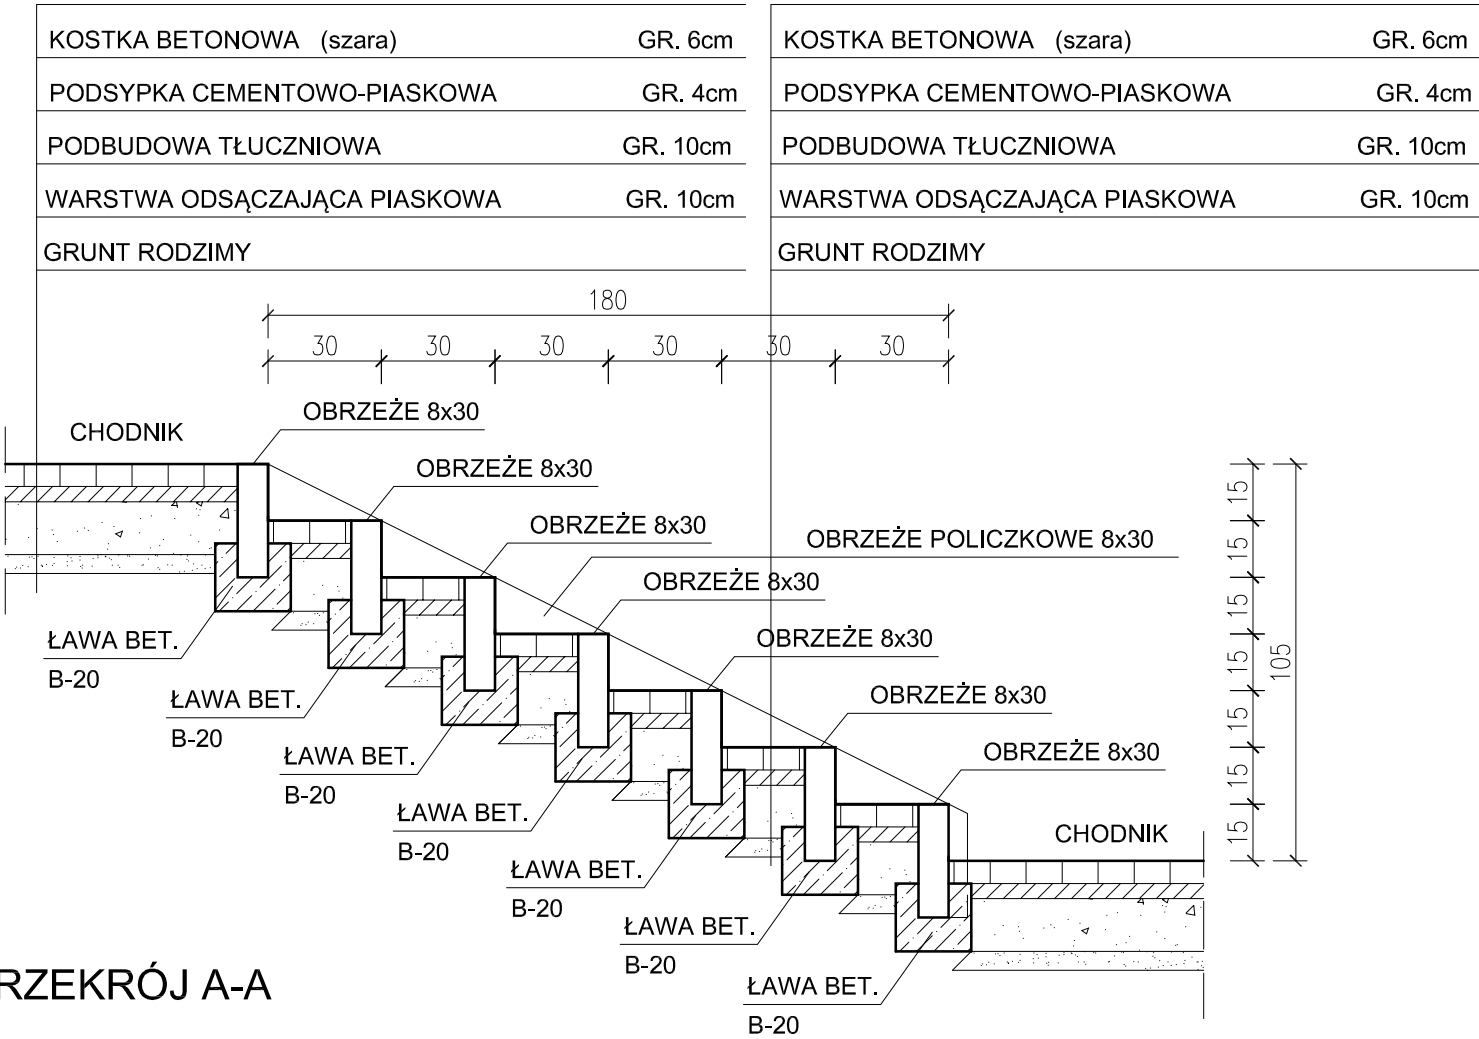 KOSTKA BETONOWA (szara) GR. 6cm
PODSYPKA CEMENTOWO-PIASKOWA GR. 4cm
PODBUDOWA TŁUCZNIOWA GR. 10cm
WARSTWA ODSĄCZAJĄCA PIASKOWA GR. 10cm
GRUNT RODZIMY
KOSTKA BETONOWA (szara) GR. 6cm
PODSYPKA CEMENTOWO-PIASKOWA GR. 4cm
PODBUDOWA TŁUCZNIOWA GR. 10cm
WARSTWA ODSĄCZAJĄCA PIASKOWA GR. 10cm
GRUNT RODZIMY
180
30 30 30 30 30 30
OBRZEŻE 8x30
CHODNIK
OBRZEŻE 8x30
OBRZEŻE 8x30
OBRZEŻE POLICZKOWE 8x30
OBRZEŻE 8x30
OBRZEŻE 8x30
OBRZEŻE 8x30
OBRZEŻE 8x30
CHODNIK
15
15
15
15
15
15
15
105
ŁAWA BET.
B-20
ŁAWA BET.
B-20
ŁAWA BET.
B-20
ŁAWA BET.
B-20
ŁAWA BET.
B-20
ŁAWA BET.
B-20
ŁAWA BET.
B-20
RZEKRÓJ A-A